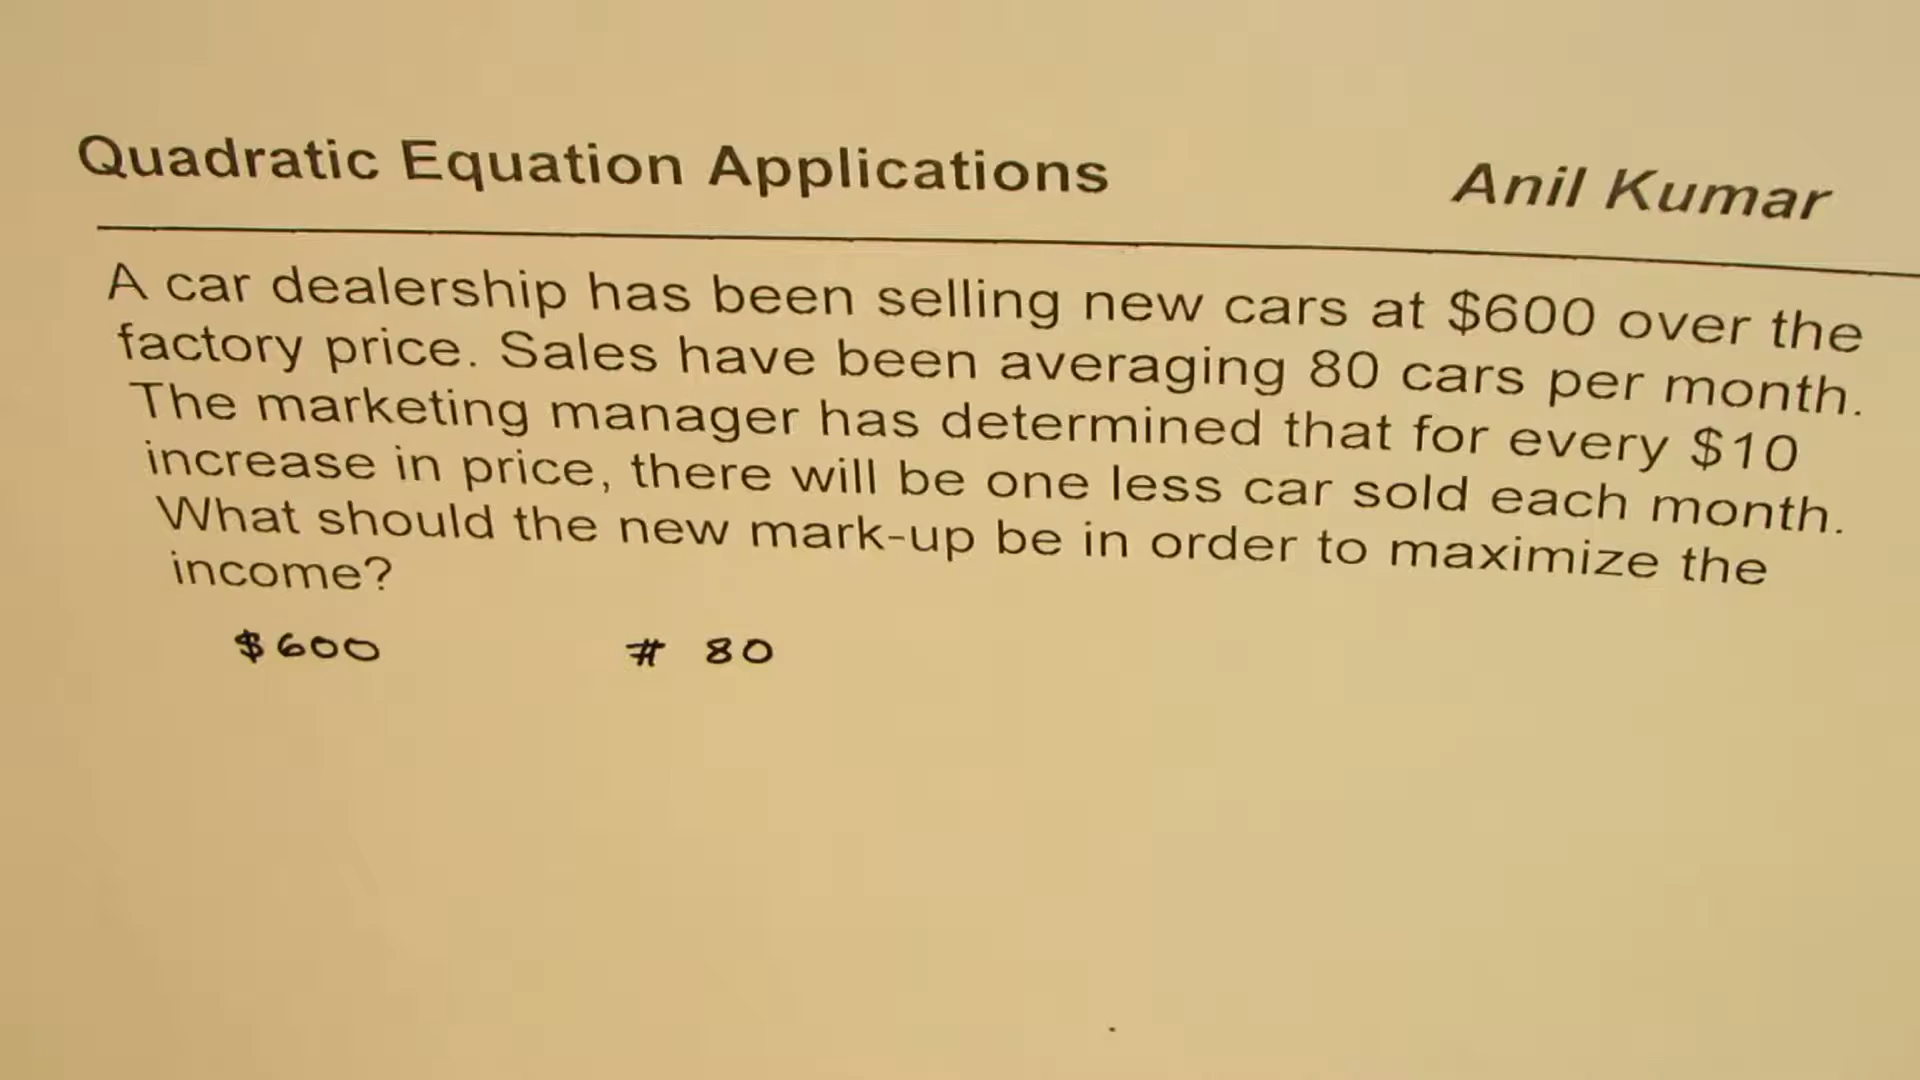 Quadratic Equation Applications
Anil Kumar
A car dealership has been selling new cars at $600 over the
factory price. Sales have been averaging 80 cars per month.
The marketing manager has determined that for every $10
increase in price, there will be one less car sold each month.
What should the new mark-up be in order to maximize the
income?
$600 # 80